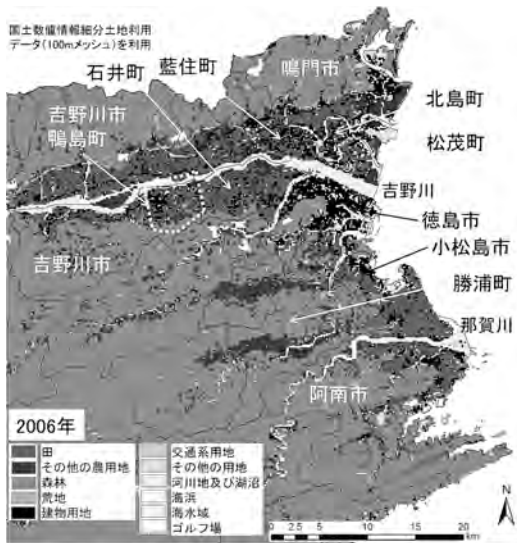 国土数値情報細分土地利用
データ(100mメッシュ)を利用
石井町
藍住町
鳴門市
北島町
吉野川市
鴨島町
松茂町
吉野川
徳島市
吉野川市
小松島市
勝浦町
那賀川
阿南市
2006年
田
その他の農用地
森林
荒地
建物用地
交通系用地
その他の用地
河川地及び湖沼
海浜
海水域
ゴルフ場
N
0 2.5 5 10 15 20
km